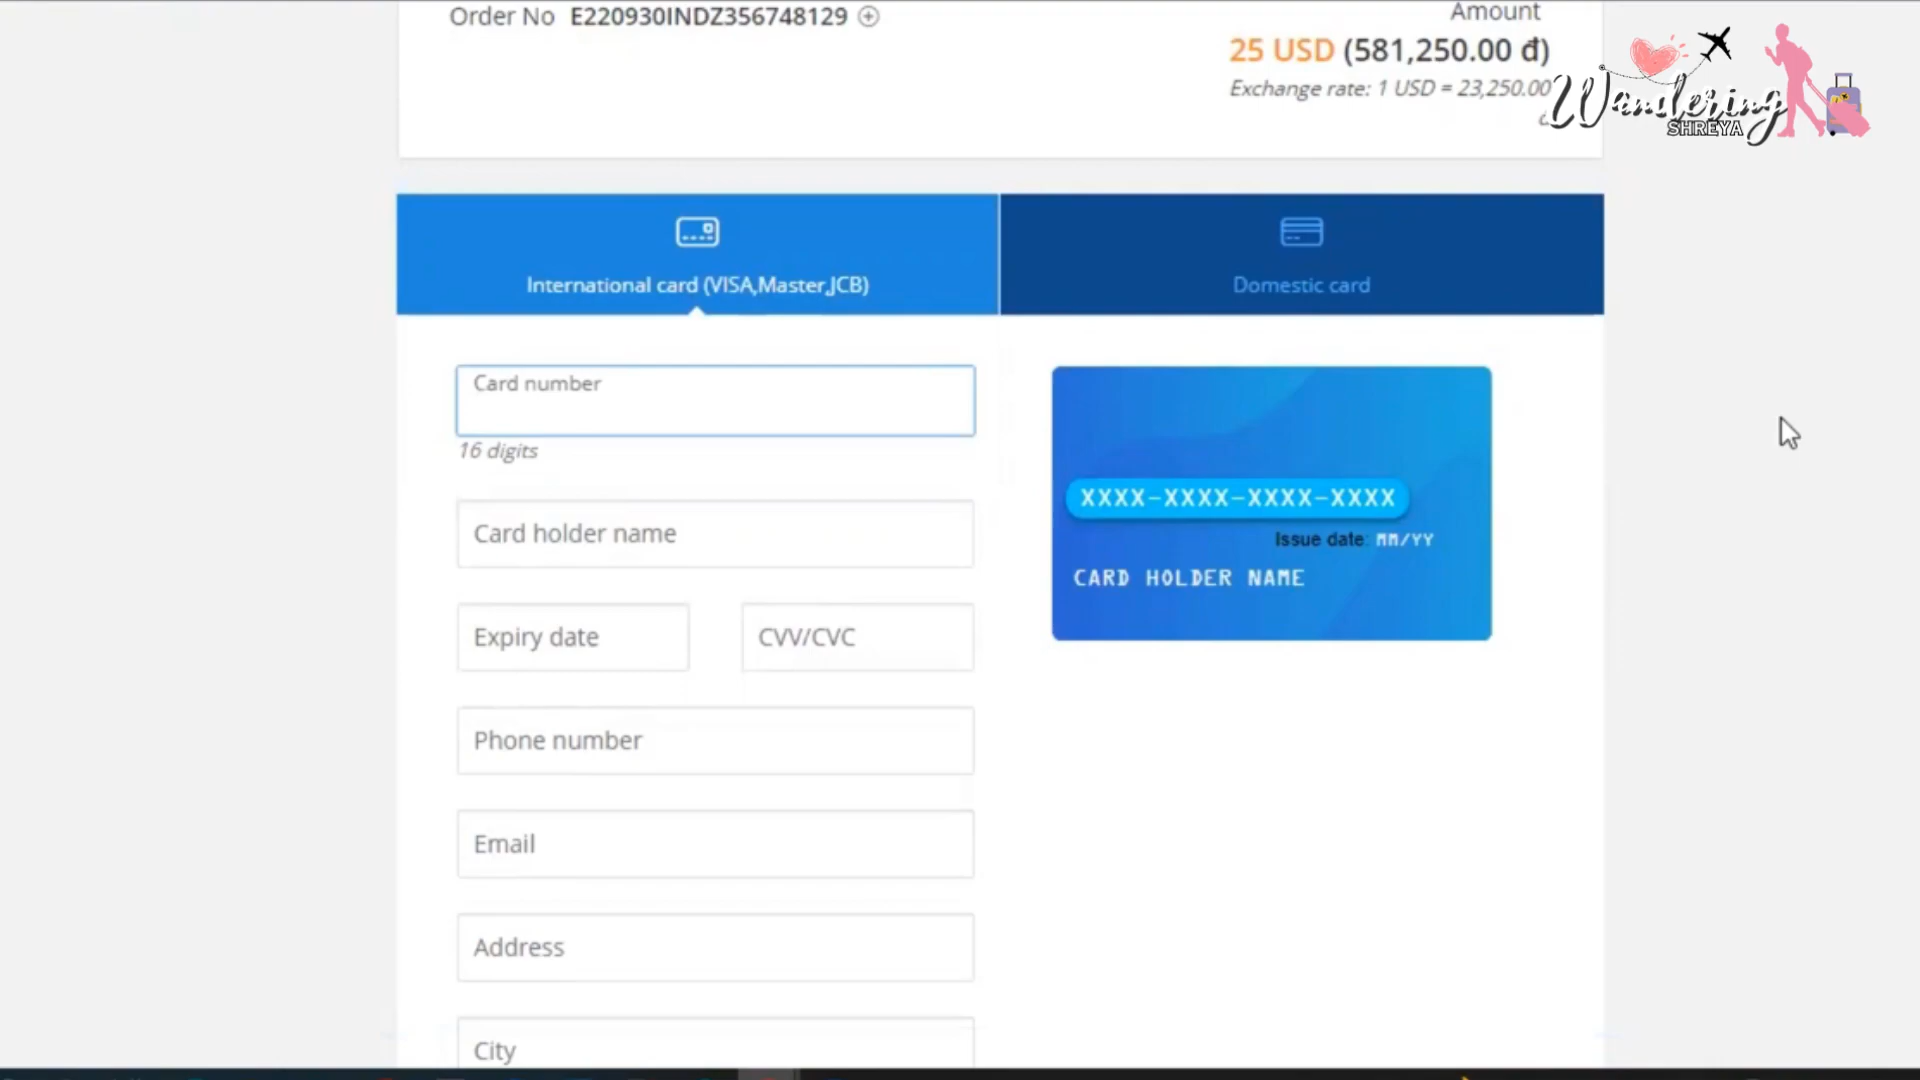 Order No E220930INDZ356748129
Amount
25 USD (581,250.00 đ)
Exchange rate: 1 USD = 23,250.00
Wandering
SHREYA
International card (VISA,Master,JCB)
Domestic card
Card number
16 digits
Card holder name
Expiry date
CVV/CVC
Phone number
Email
Address
City
XXXX-XXXX-XXXX-XXXX
Issue date: MM/YY
CARD HOLDER NAME